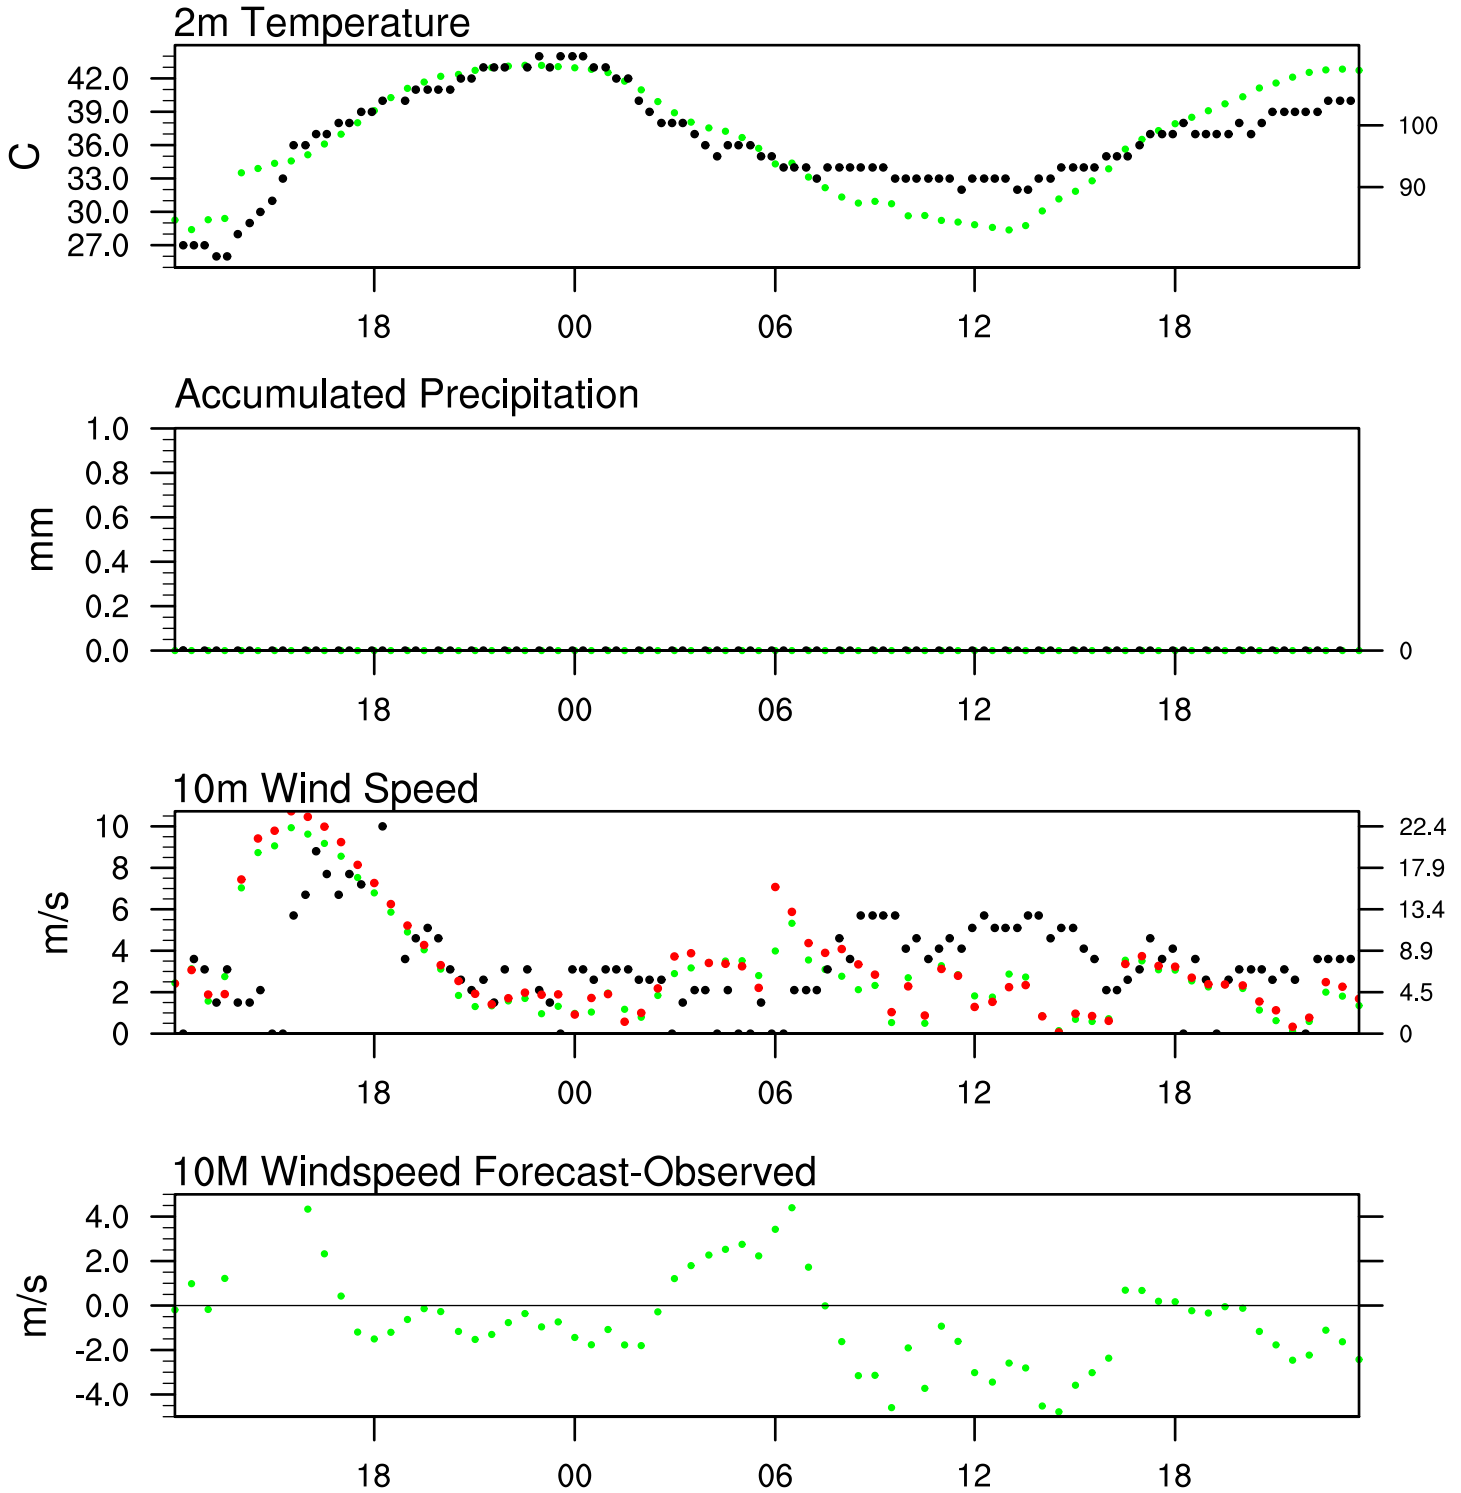 2m Temperature
42.0
39.0
36.0
33.0
30.0
27.0
C
100
90
18 00 06 12 18
Accumulated Precipitation
1.0
0.8
0.6
0.4
0.2
0.0
mm
0
18 00 06 12 18
10m Wind Speed
10
8
6
4
2
0
m/s
22.4
17.9
13.4
8.9
4.5
0
18 00 06 12 18
10M Windspeed Forecast-Observed
4.0
2.0
0.0
-2.0
-4.0
m/s
18 00 06 12 18